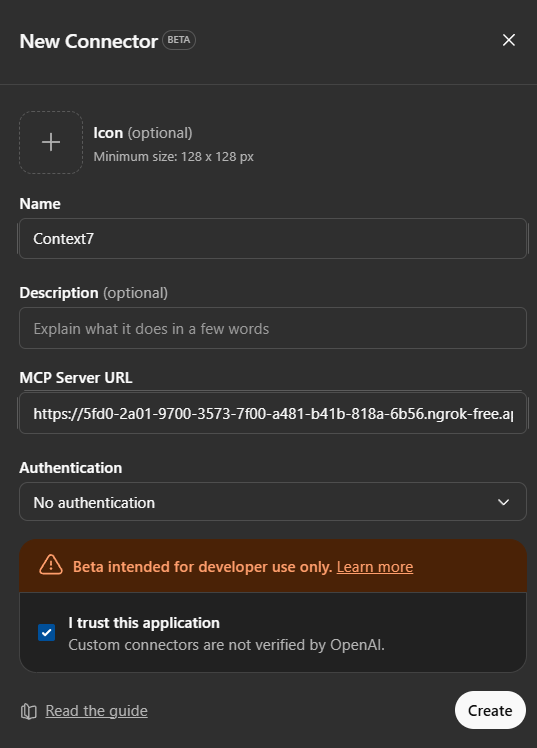 New Connector BETA
Icon (optional)
Minimum size: 128 x 128 px
Name
Context7
Description (optional)
Explain what it does in a few words
MCP Server URL
https://5fd0-2a01-9700-3573-7f00-a481-b41b-818a-6b56.ngrok-free.ap
Authentication
No authentication
Beta intended for developer use only. Learn more
I trust this application
Custom connectors are not verified by OpenAI.
Read the guide
Create